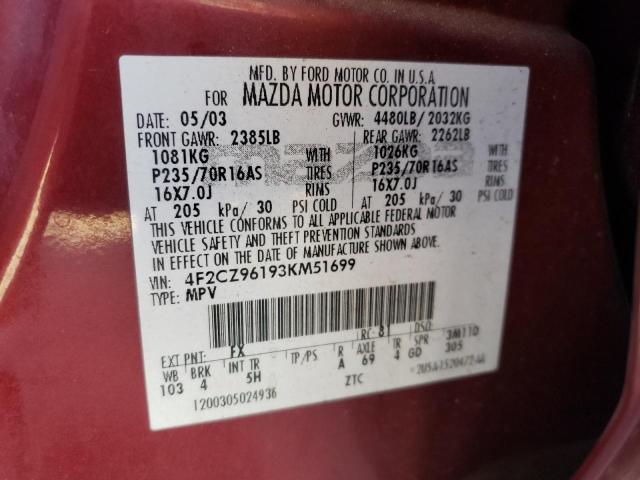 MFD. BY FORD MOTOR CO. IN U.S.A.
FOR MAZDA MOTOR CORPORATION
DATE: 05/03 GVWR: 4480LB/2032KG
FRONT GAWR: 2385LB REAR GAWR: 2262LB
1081KG WITH 1026KG WITH
P235/70R16AS TIRES P235/70R16AS TIRES
16X7.0J RIMS 16X7.0J RIMS
AT 205 kPa/ 30 PSI COLD AT 205 kPa/ 30 PSI COLD
THIS VEHICLE CONFORMS TO ALL APPLICABLE FEDERAL MOTOR
VEHICLE SAFETY AND THEFT PREVENTION STANDARDS
IN EFFECT ON THE DATE OF MANUFACTURE SHOWN ABOVE.
VIN: 4F2CZ96193KM51699
TYPE: MPV
EXT PNT: FX RC: 81 DSO:
WB BRK INT TR TP/PS R AXLE TR SPR 3M11D
103 4 5H A 69 4 GD 305
1200305024936 ZTC